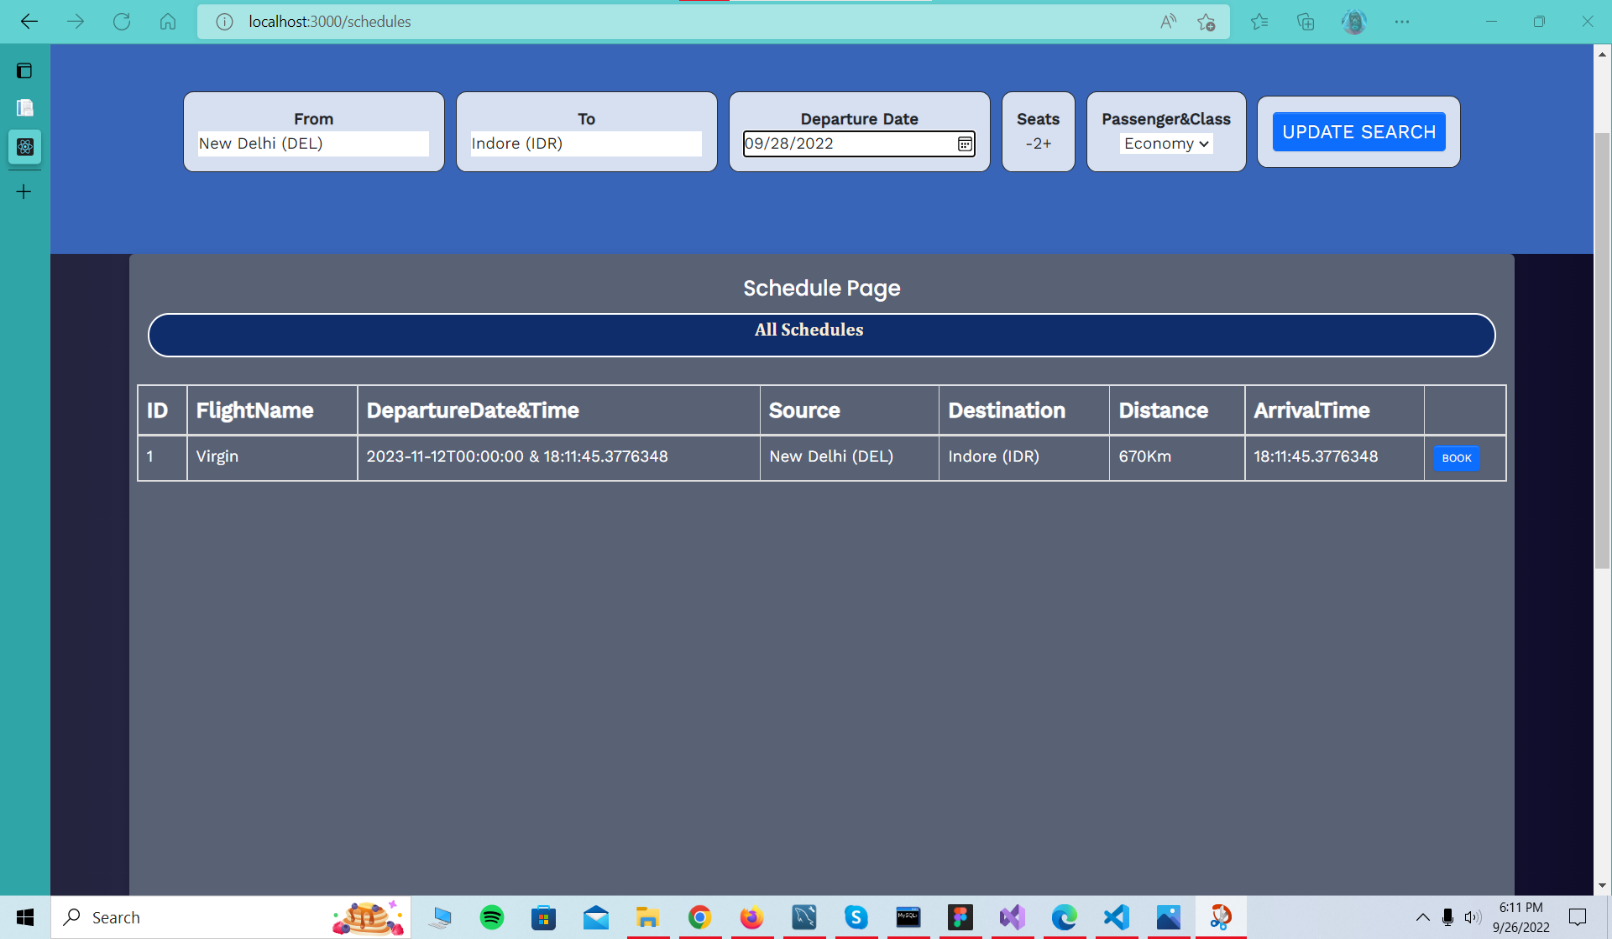 localhost:3000/schedules
From
New Delhi (DEL)
To
Indore (IDR)
Departure Date
09/28/2022
Seats
-2+
Passenger&Class
Economy
UPDATE SEARCH
Schedule Page
All Schedules
ID FlightName DepartureDate&Time Source Destination Distance ArrivalTime
1 Virgin 2023-11-12T00:00:00 & 18:11:45.3776348 New Delhi (DEL) Indore (IDR) 670Km 18:11:45.3776348 BOOK
Search
6:11 PM
9/26/2022